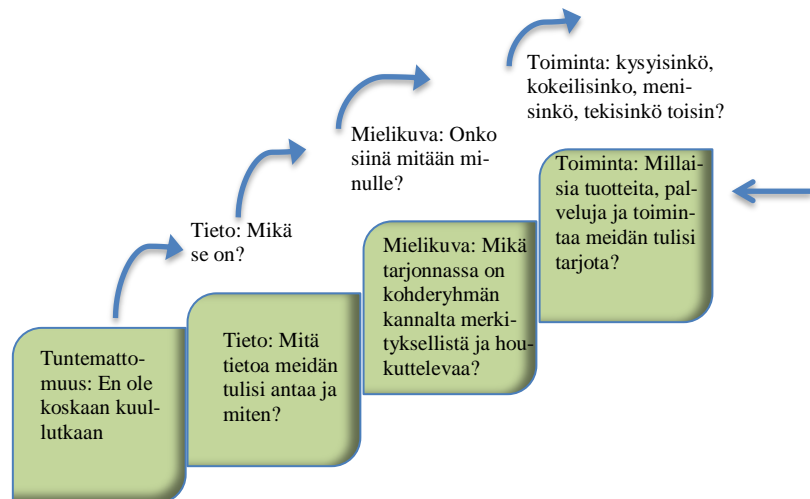 Toiminta: kysyisinkö,
kokeilisinko, meni-
sinkö, tekisinkö toisin?
Mielikuva: Onko
siinä mitään mi-
nulle?
Tieto: Mikä
se on?
Toiminta: Millai-
sia tuotteita, pal-
veluja ja toimin-
taa meidän tulisi
tarjota?
Mielikuva: Mikä
tarjonnassa on
kohderyhmän
kannalta merki-
tyksellistä ja hou-
kuttelevaa?
Tieto: Mitä
tietoa meidän
tulisi antaa ja
miten?
Tuntematto-
muus: En ole
koskaan kuul-
lutkaan